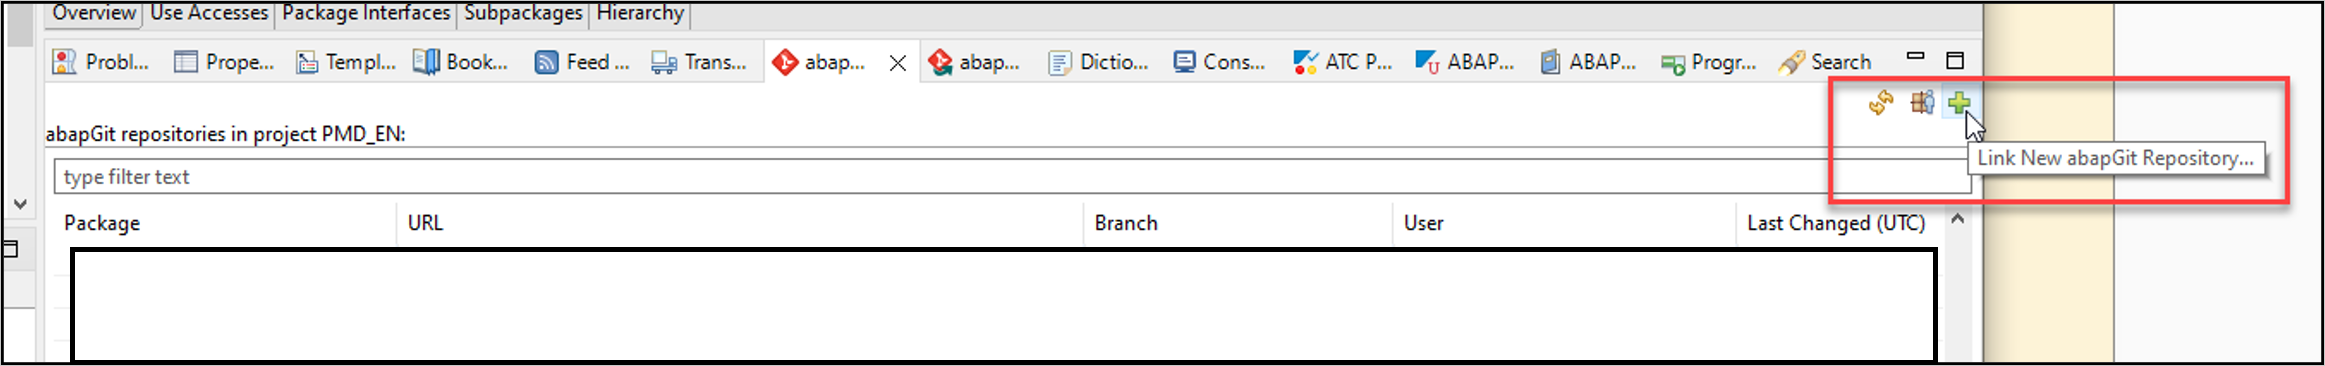 Overview Use Accesses Package Interfaces Subpackages Hierarchy
Probl... Prope... Templ... Book... Feed ... Trans... abap... abap... Dictio... Cons... ATC P... ABAP... ABAP... Progr... Search
abapGit repositories in project PMD_EN:
Link New abapGit Repository...
type filter text
Package URL Branch User Last Changed (UTC)